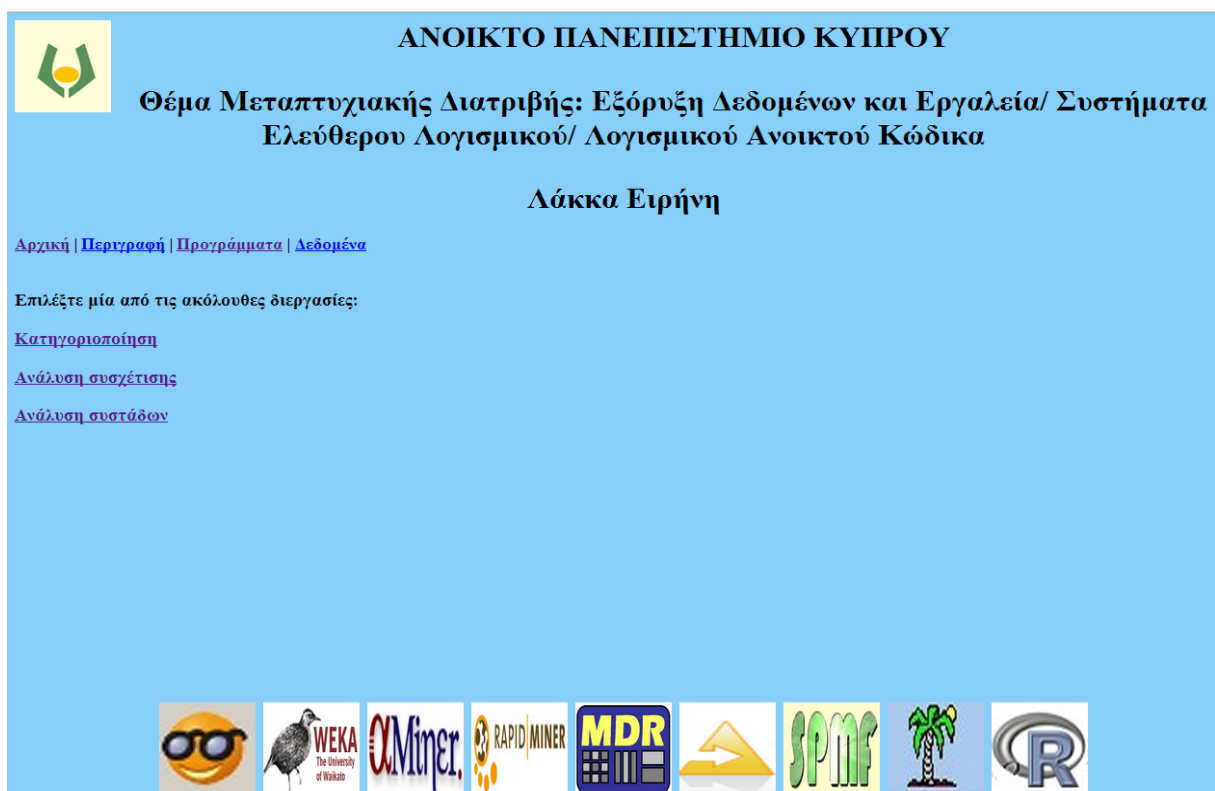 ΑΝΟΙΚΤΟ ΠΑΝΕΠΙΣΤΗΜΙΟ ΚΥΠΡΟΥ
Θέμα Μεταπτυχιακής Διατριβής: Εξόρυξη Δεδομένων και Εργαλεία/ Συστήματα
Ελεύθερου Λογισμικού/ Λογισμικού Ανοικτού Κώδικα
Λάκκα Ειρήνη
Αρχική | Περιγραφή | Προγράμματα | Δεδομένα
Επιλέξτε μία από τις ακόλουθες διεργασίες:
Κατηγοριοποίηση
Ανάλυση συσχέτισης
Ανάλυση συστάδων
WEKA
The University
of Waikato
αMiner.
RAPID MINER
MDR
SPMF
R